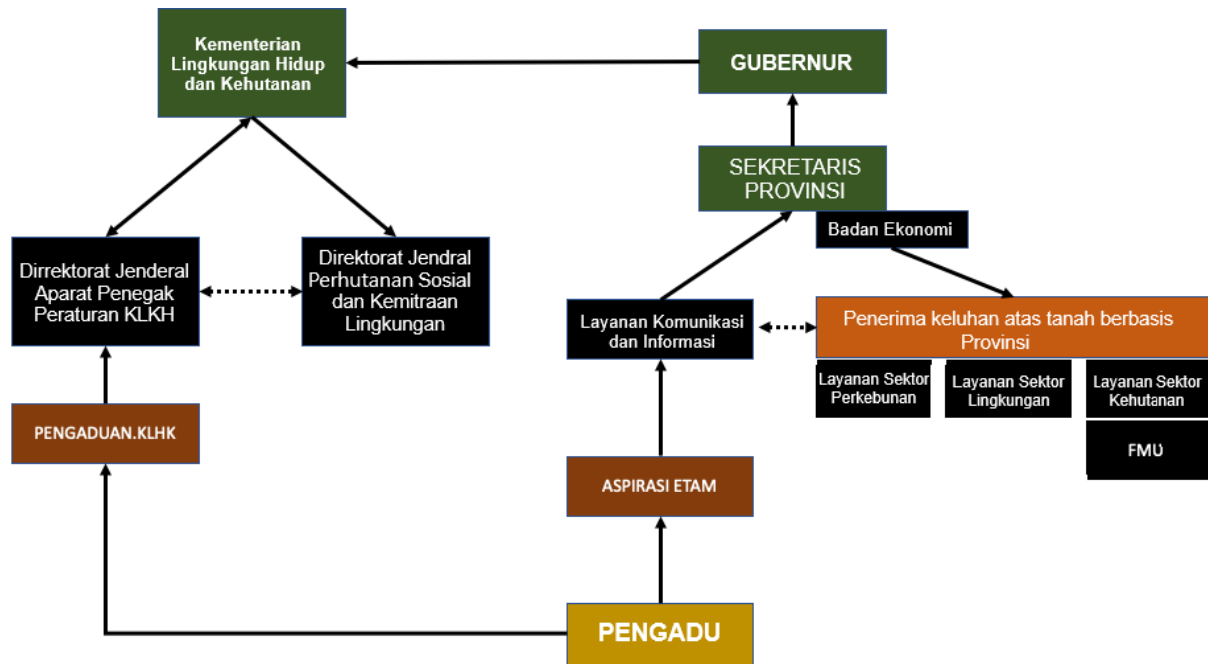 Kementerian
Lingkungan Hidup
dan Kehutanan
GUBERNUR
SEKRETARIS
PROVINSI
Badan Ekonomi
Dirrektorat Jenderal
Aparat Penegak
Peraturan KLKH
Direktorat Jendral
Perhutanan Sosial
dan Kemitraan
Lingkungan
Layanan Komunikasi
dan Informasi
Penerima keluhan atas tanah berbasis
Provinsi
Layanan Sektor
Perkebunan
Layanan Sektor
Lingkungan
Layanan Sektor
Kehutanan
FMU
PENGADUAN.KLHK
ASPIRASI ETAM
PENGADU